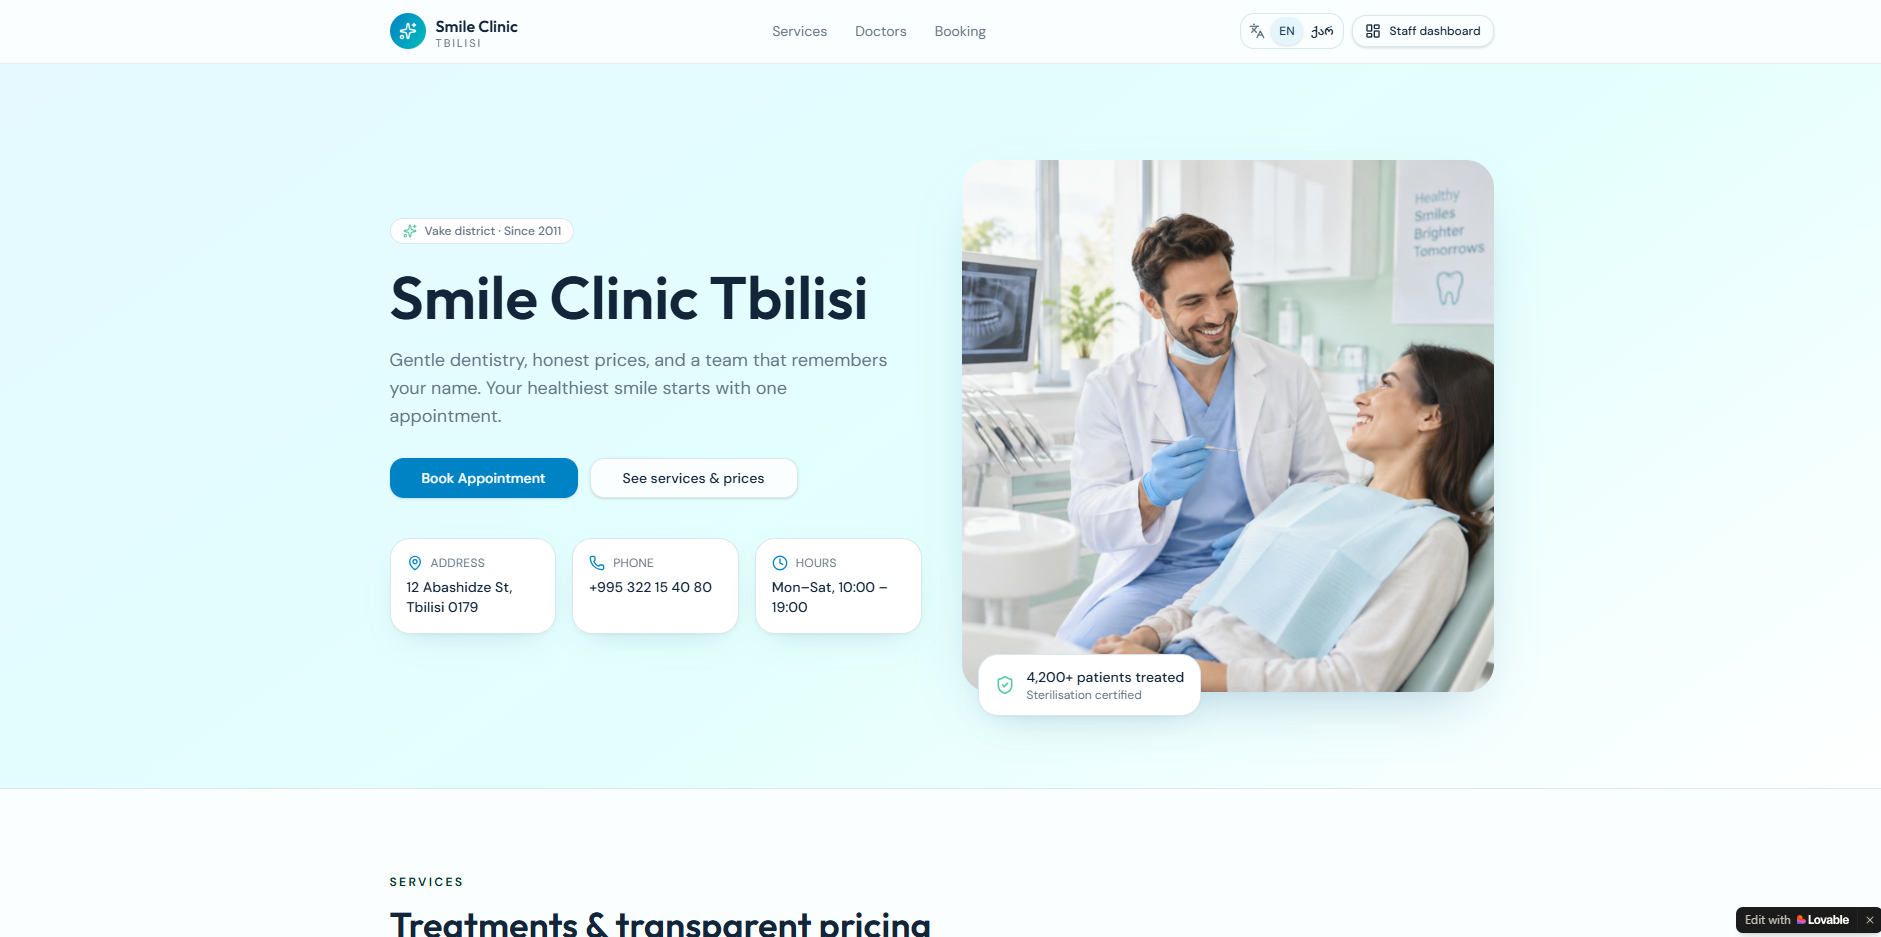 Smile Clinic
TBILISI
Services
Doctors
Booking
EN
ქარ
Staff dashboard
Vake district · Since 2011
Smile Clinic Tbilisi
Gentle dentistry, honest prices, and a team that remembers
your name. Your healthiest smile starts with one
appointment.
Book Appointment
See services & prices
ADDRESS
12 Abashidze St,
Tbilisi 0179
PHONE
+995 322 15 40 80
HOURS
Mon–Sat, 10:00 –
19:00
Healthy
Smiles
Brighter
Tomorrows
4,200+ patients treated
Sterilisation certified
SERVICES
Treatments & transparent pricing
Edit with Lovable